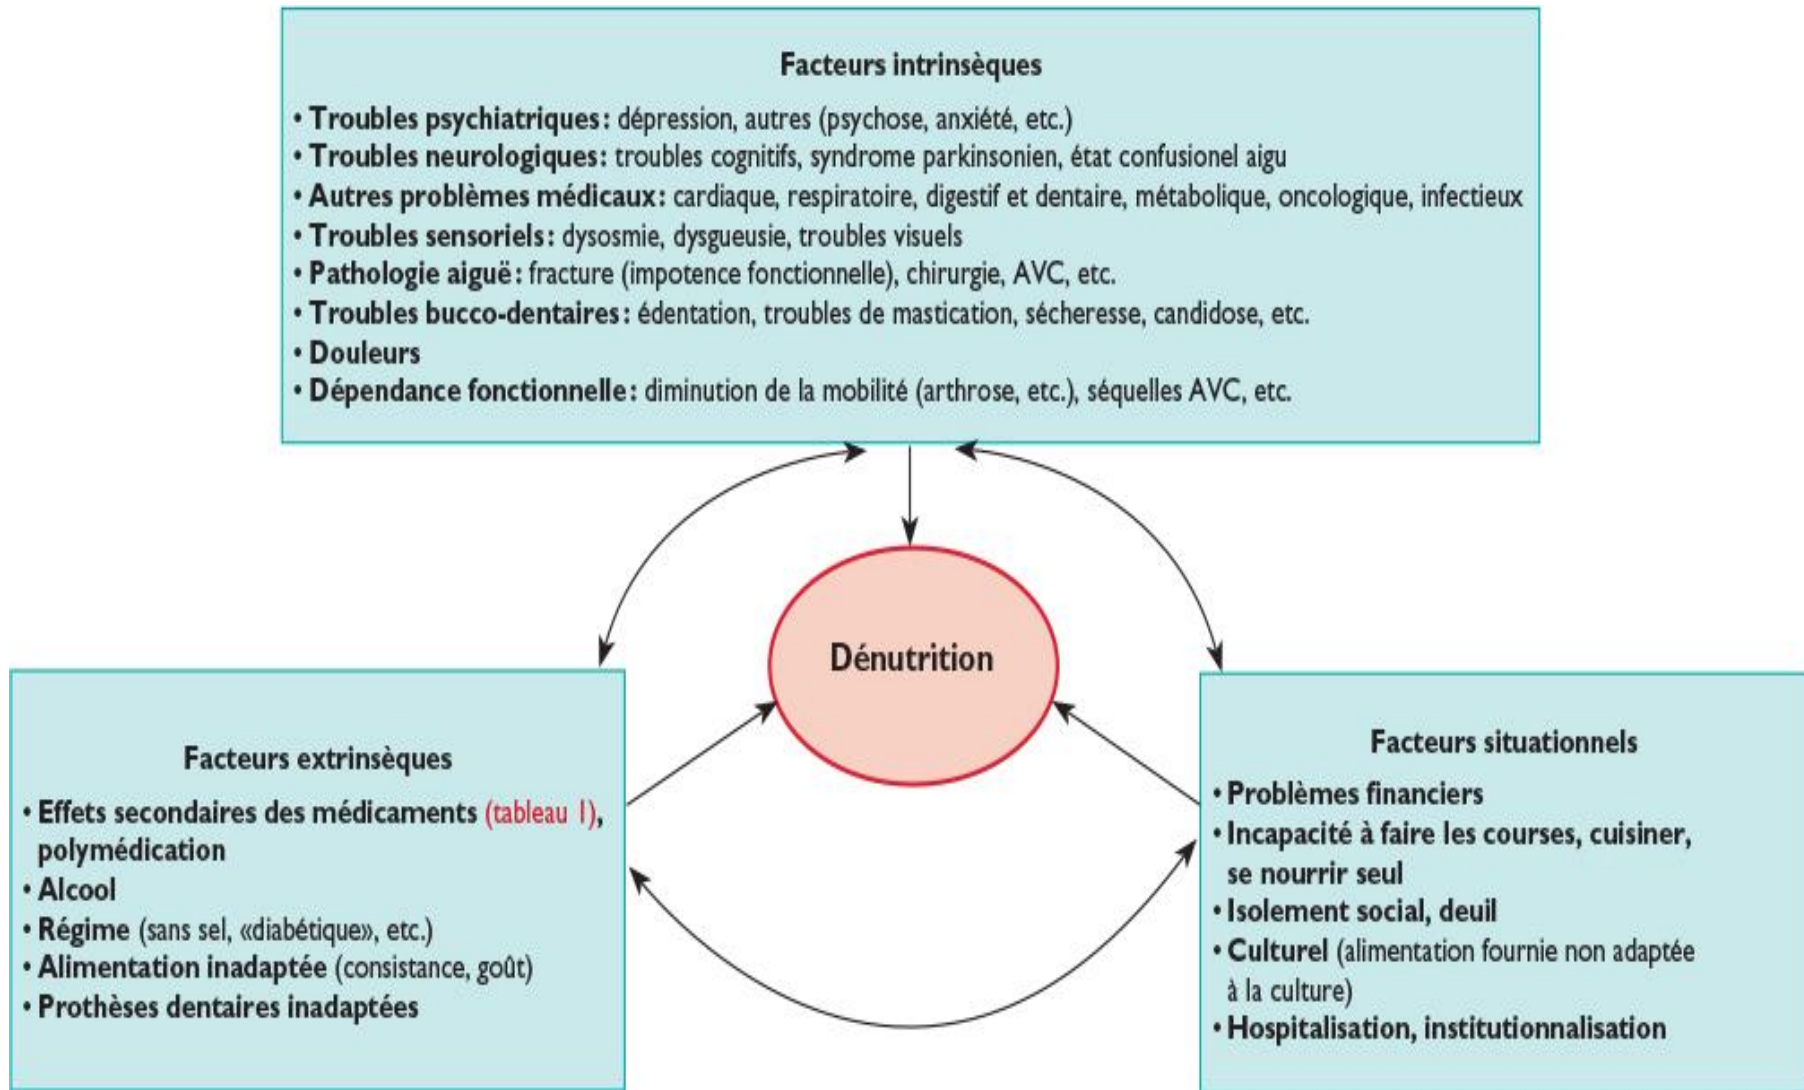 Facteurs intrinsèques
• Troubles psychiatriques : dépression, autres (psychose, anxiété, etc.)
• Troubles neurologiques : troubles cognitifs, syndrome parkinsonien, état confusionel aigu
• Autres problèmes médicaux : cardiaque, respiratoire, digestif et dentaire, métabolique, oncologique, infectieux
• Troubles sensoriels : dysosmie, dysgueusie, troubles visuels
• Pathologie aiguë : fracture (impotence fonctionnelle), chirurgie, AVC, etc.
• Troubles bucco-dentaires : édentation, troubles de mastication, sécheresse, candidose, etc.
• Douleurs
• Dépendance fonctionnelle : diminution de la mobilité (arthrose, etc.), séquelles AVC, etc.
Dénutrition
Facteurs extrinsèques
• Effets secondaires des médicaments (tableau 1),
polymédication
• Alcool
• Régime (sans sel, «diabétique», etc.)
• Alimentation inadaptée (consistance, goût)
• Prothèses dentaires inadaptées
Facteurs situationnels
• Problèmes financiers
• Incapacité à faire les courses, cuisiner,
se nourrir seul
• Isolement social, deuil
• Culturel (alimentation fournie non adaptée
à la culture)
• Hospitalisation, institutionnalisation